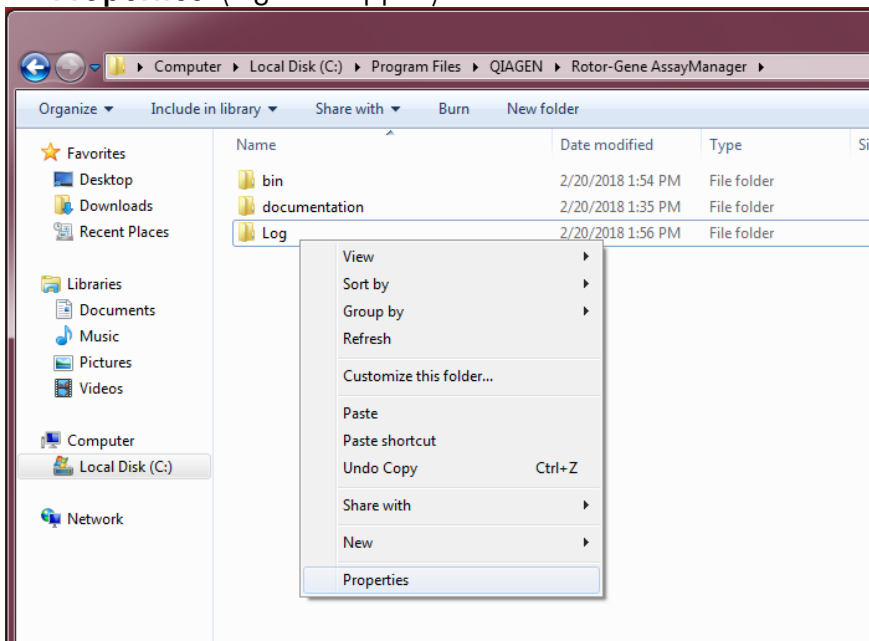 Computer ▸ Local Disk (C:) ▸ Program Files ▸ QIAGEN ▸ Rotor-Gene AssayManager ▸
Organize Include in library Share with Burn New folder
Name Date modified Type
Favorites
Desktop
Downloads
Recent Places
Libraries
Documents
Music
Pictures
Videos
Computer
Local Disk (C:)
Network
bin 2/20/2018 1:54 PM File folder
documentation 2/20/2018 1:35 PM File folder
Log 2/20/2018 1:56 PM File folder
View
Sort by
Group by
Refresh
Customize this folder...
Paste
Paste shortcut
Undo Copy Ctrl+Z
Share with
New
Properties